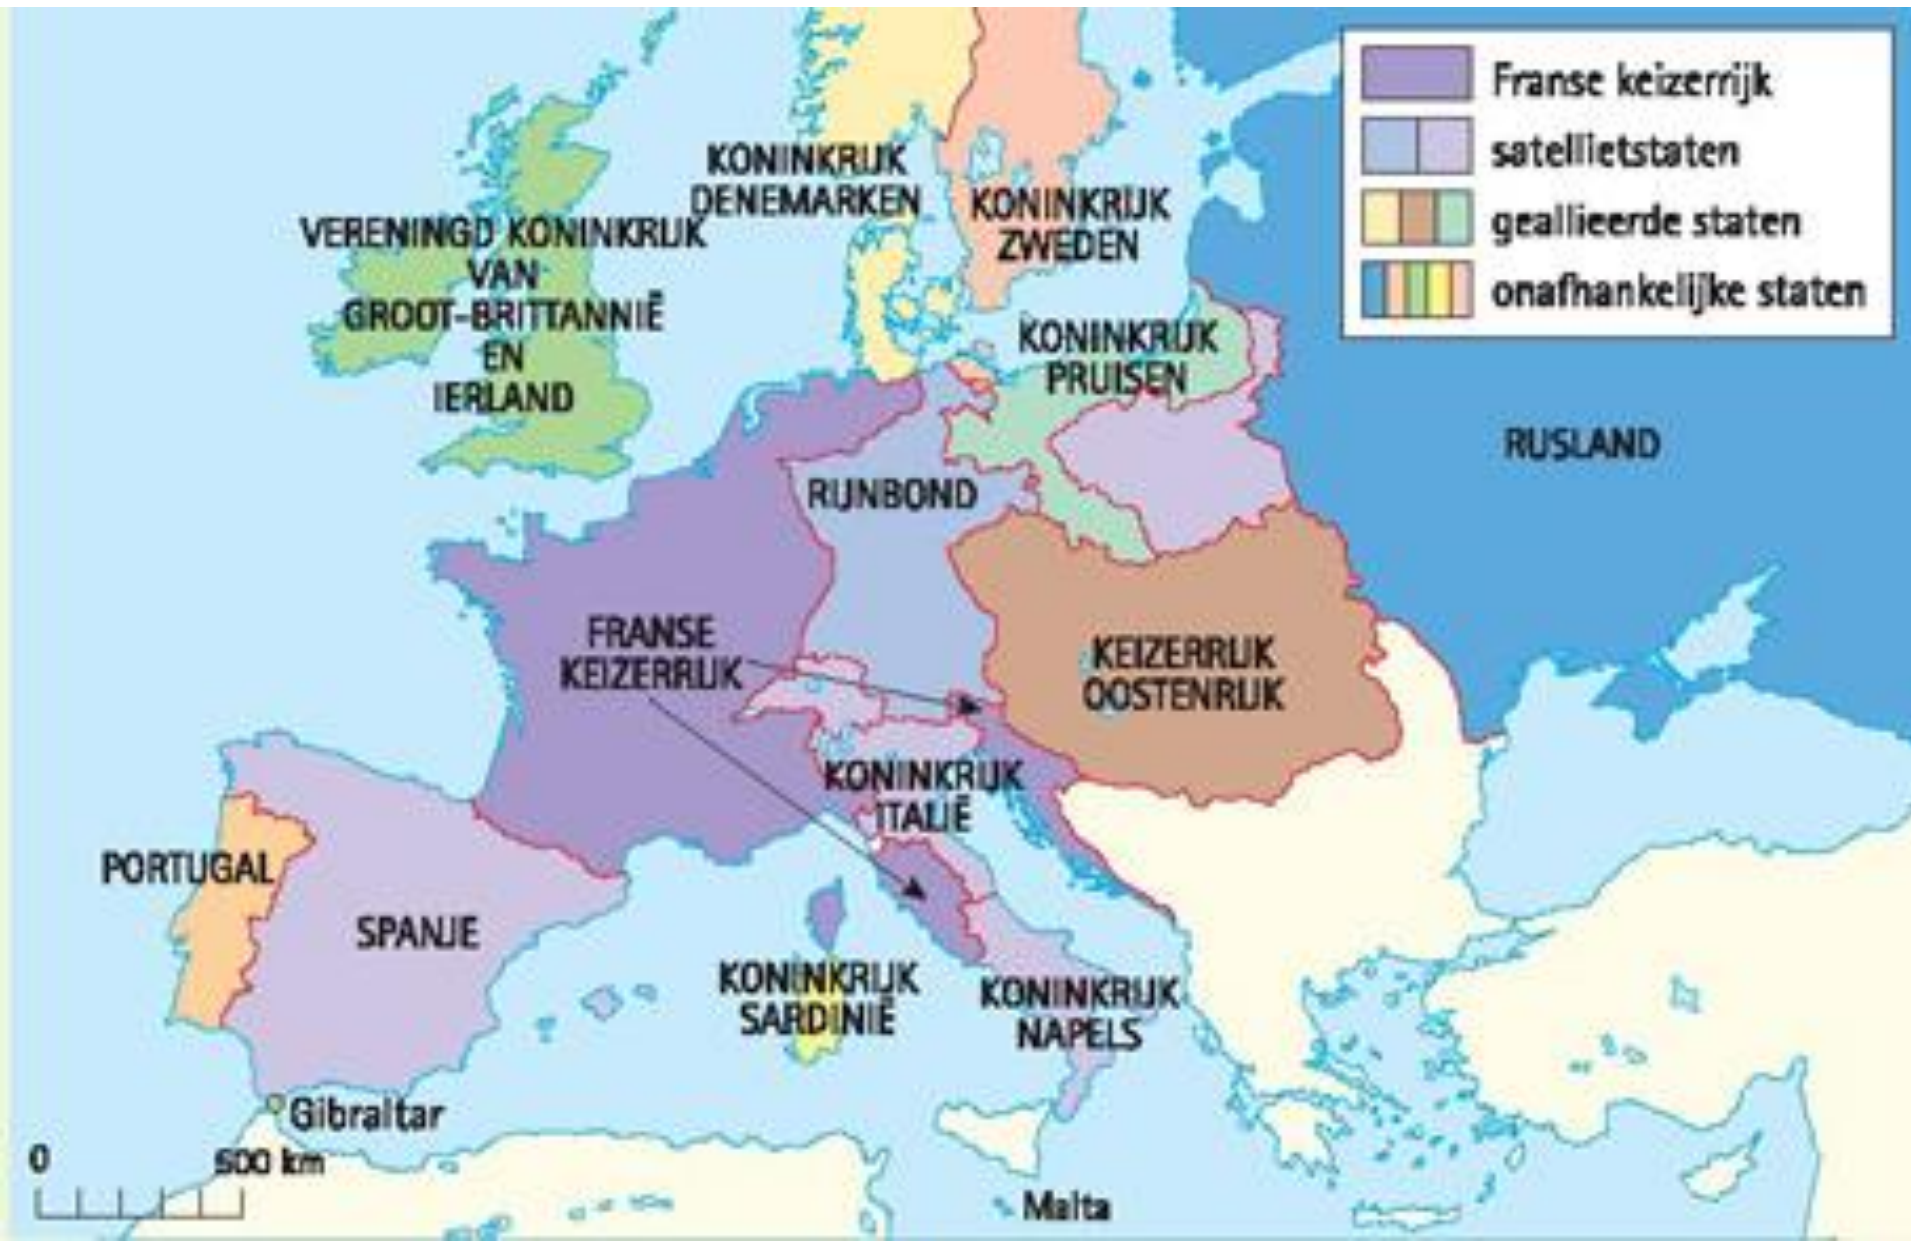 Franse keizerrijk
satellietstaten
geallieerde staten
onafhankelijke staten
KONINKRIJK
DENEMARKEN
KONINKRIJK
ZWEDEN
VERENINGD KONINKRIJK
VAN
GROOT-BRITTANNIË
EN
IERLAND
KONINKRIJK
PRUISEN
RUSLAND
RIJNBOND
FRANSE
KEIZERRIJK
KEIZERRIJK
OOSTENRIJK
KONINKRIJK
ITALIË
PORTUGAL
SPANJE
KONINKRIJK
SARDINIË
KONINKRIJK
NAPELS
Gibraltar
0 500 km
Malta